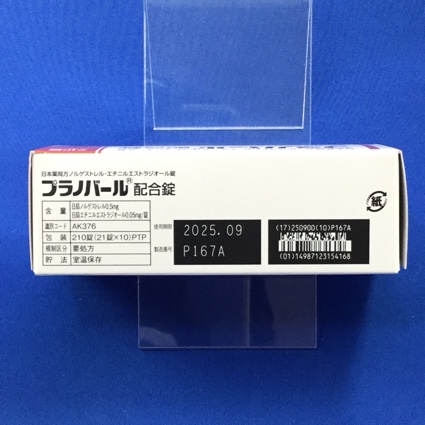 日本薬局方ノルゲストレル・エチニルエストラジオール錠
プラノバール® 配合錠
含 量 日局ノルゲストレル0.5mg
日局エチニルエストラジオール0.05mg/錠
識別コード AK376
包 装 210錠(21錠×10)PTP
規制区分 要処方
貯 法 室温保存
使用期限 2025.09
製造番号 P167A
(17)250900(10)P167A
(01)14987123154168
紙